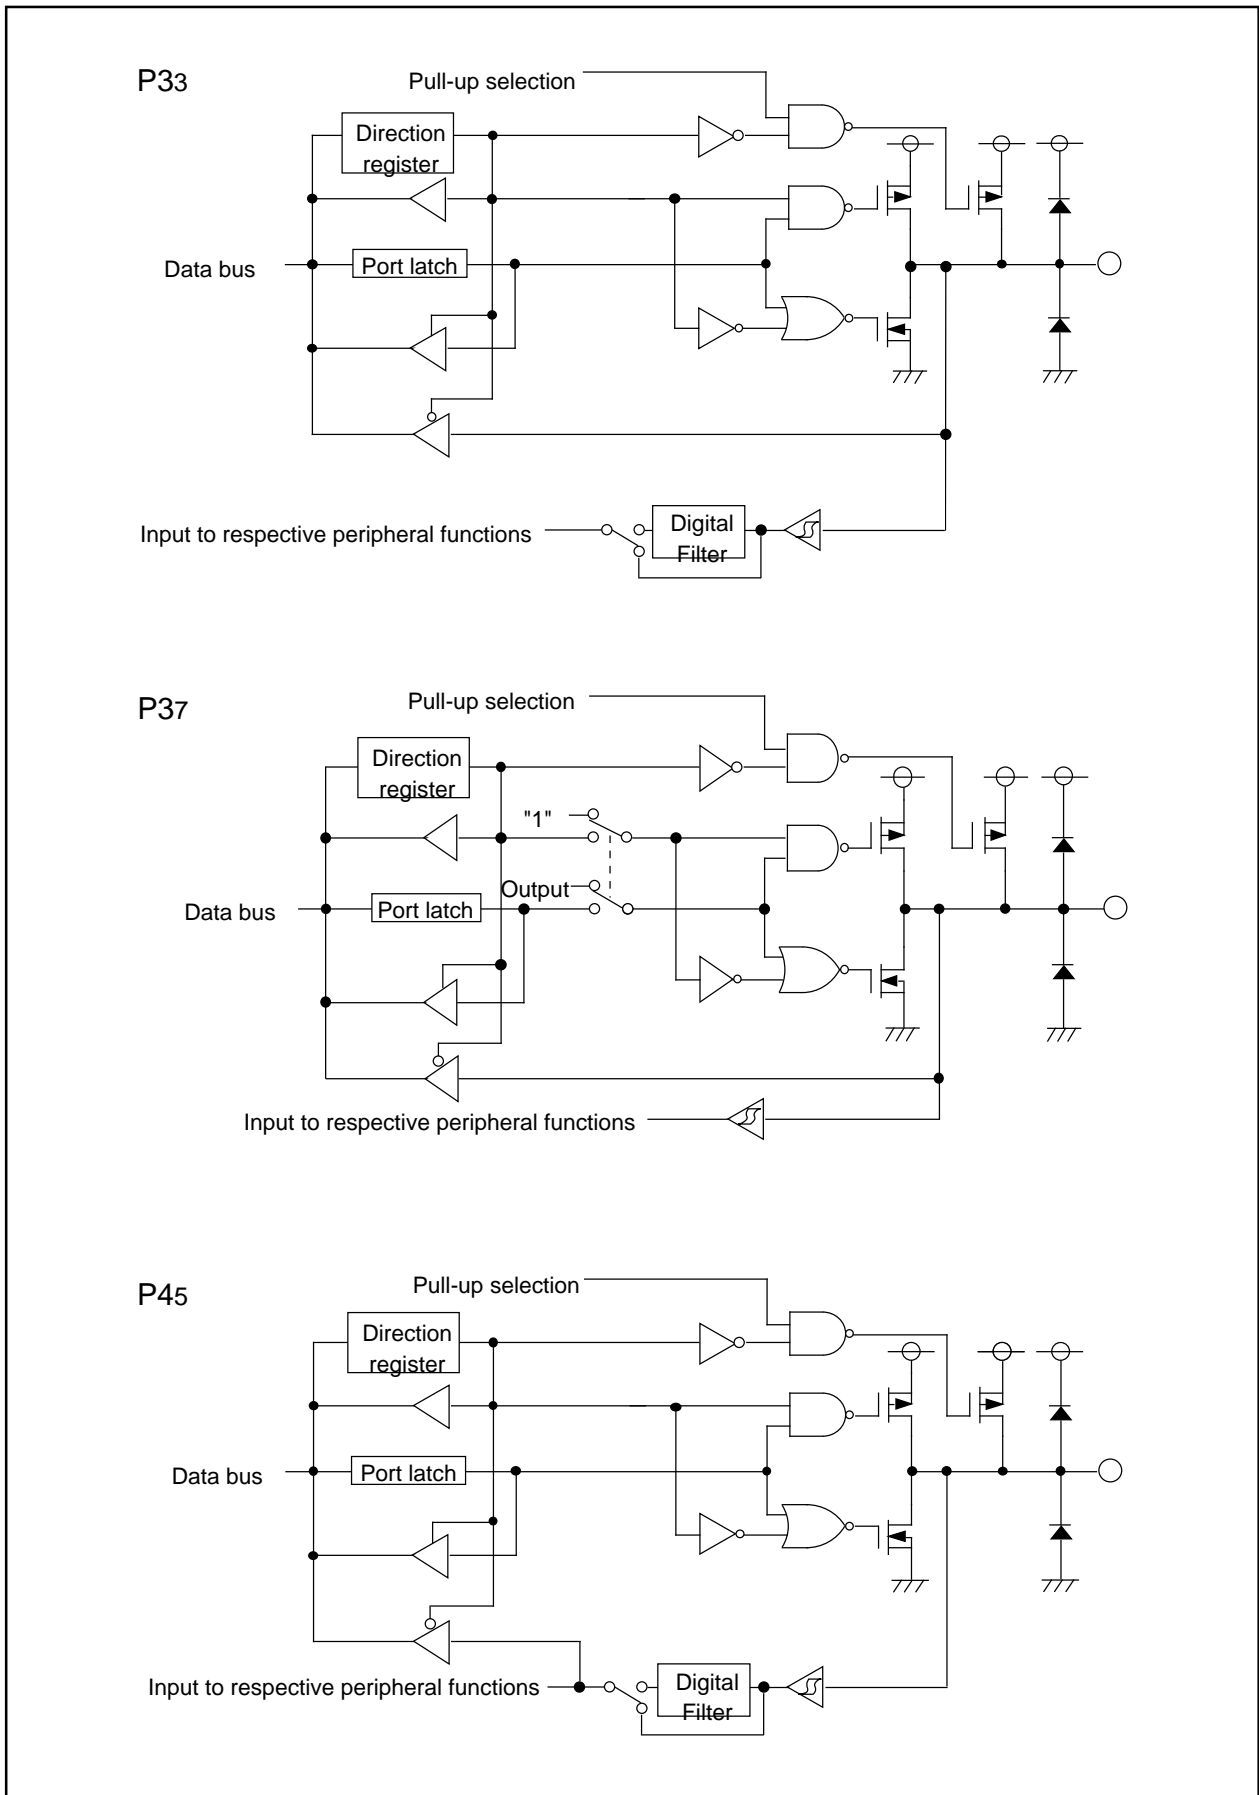 P33
Pull-up selection
Direction
register
Data bus
Port latch
Input to respective peripheral functions
Digital
Filter
P37
Pull-up selection
Direction
register
"1"
Output
Data bus
Port latch
Input to respective peripheral functions
P45
Pull-up selection
Direction
register
Data bus
Port latch
Input to respective peripheral functions
Digital
Filter